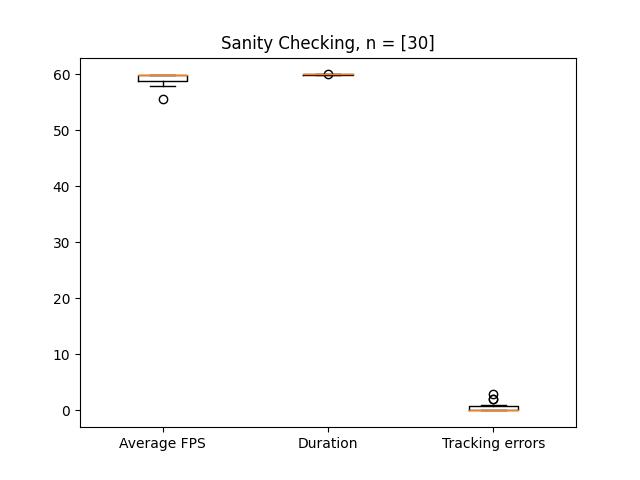 Sanity Checking, n = [30]
60
50
40
30
20
10
0
Average FPS
Duration
Tracking errors